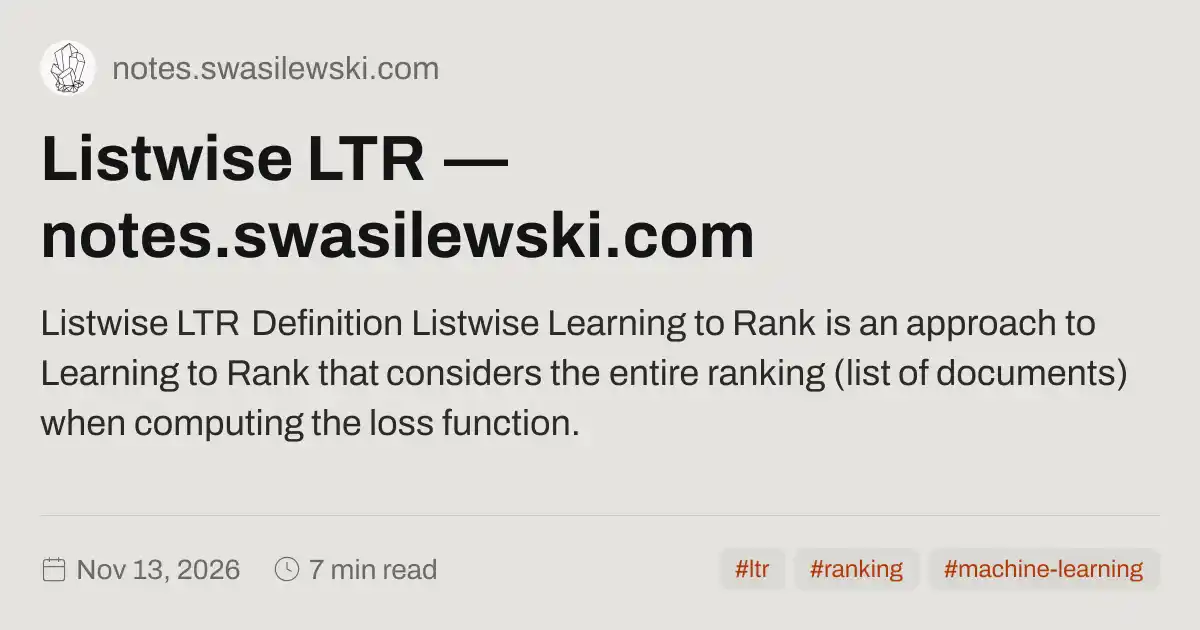 notes.swasilewski.com
Listwise LTR —
notes.swasilewski.com
Listwise LTR Definition Listwise Learning to Rank is an approach to
Learning to Rank that considers the entire ranking (list of documents)
when computing the loss function.
Nov 13, 2026 7 min read #ltr #ranking #machine-learning